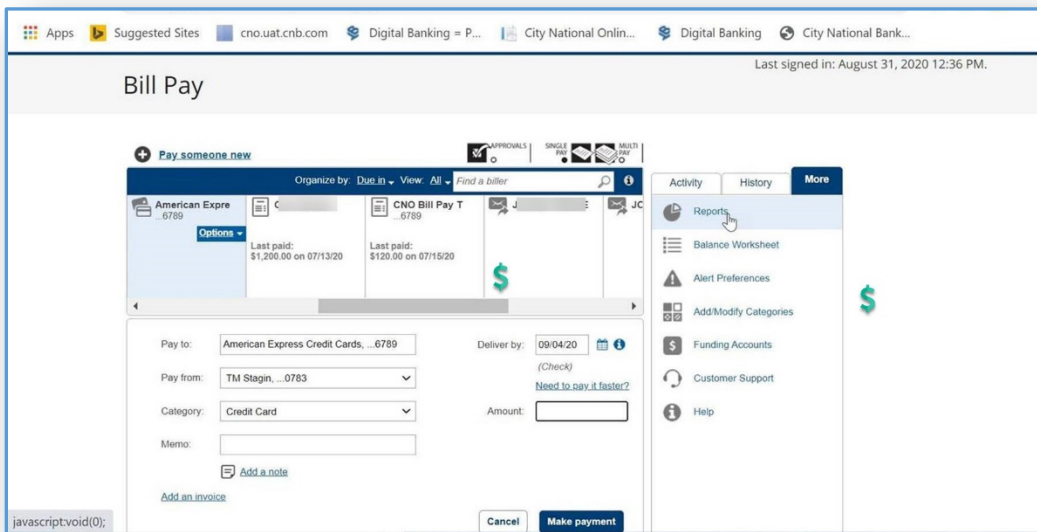 Apps Suggested Sites cno.uat.cnb.com Digital Banking = P... City National Onlin... Digital Banking City National Bank...
Last signed in: August 31, 2020 12:36 PM.
Bill Pay
Pay someone new
APPROVALS SINGLE PAY MULTI PAY
Organize by: Due in View: All Find a biller
Activity History More
American Expre
...6789
Options
CNO Bill Pay T
...6789
Last paid:
$1,200.00 on 07/13/20
Last paid:
$120.00 on 07/15/20
$
Reports
Balance Worksheet
Alert Preferences
Add/Modify Categories
Funding Accounts
Customer Support
Help
$
Pay to: American Express Credit Cards, ...6789 Deliver by: 09/04/20
(Check)
Pay from: TM Stagin, ...0783 Need to pay it faster?
Category: Credit Card Amount:
Memo:
Add a note
Add an invoice
Cancel Make payment
javascript:void(0);